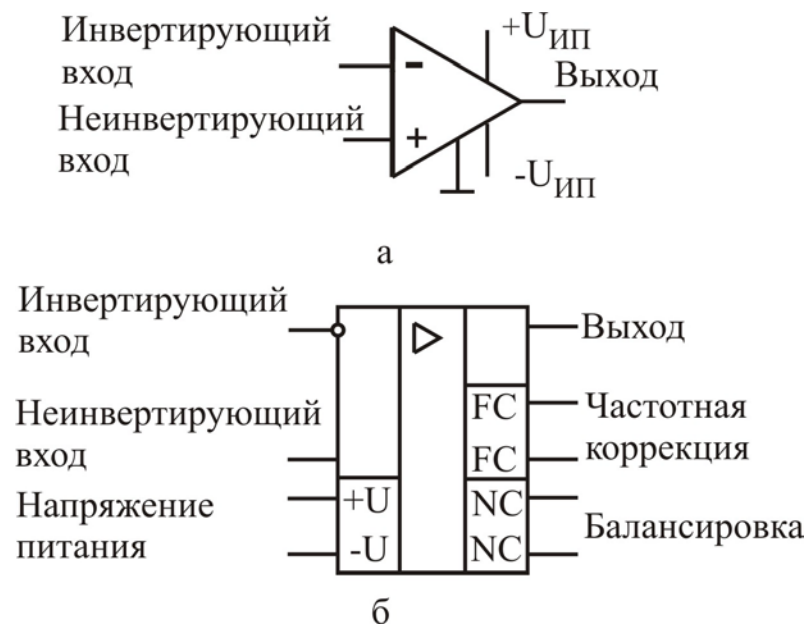 Инвертирующий
вход
Неинвертирующий
вход
-
+
+UИП
Выход
-UИП
а
Инвертирующий
вход
Неинвертирующий
вход
Напряжение
питания
+U
-U
FC
FC
NC
NC
Выход
Частотная
коррекция
Балансировка
б